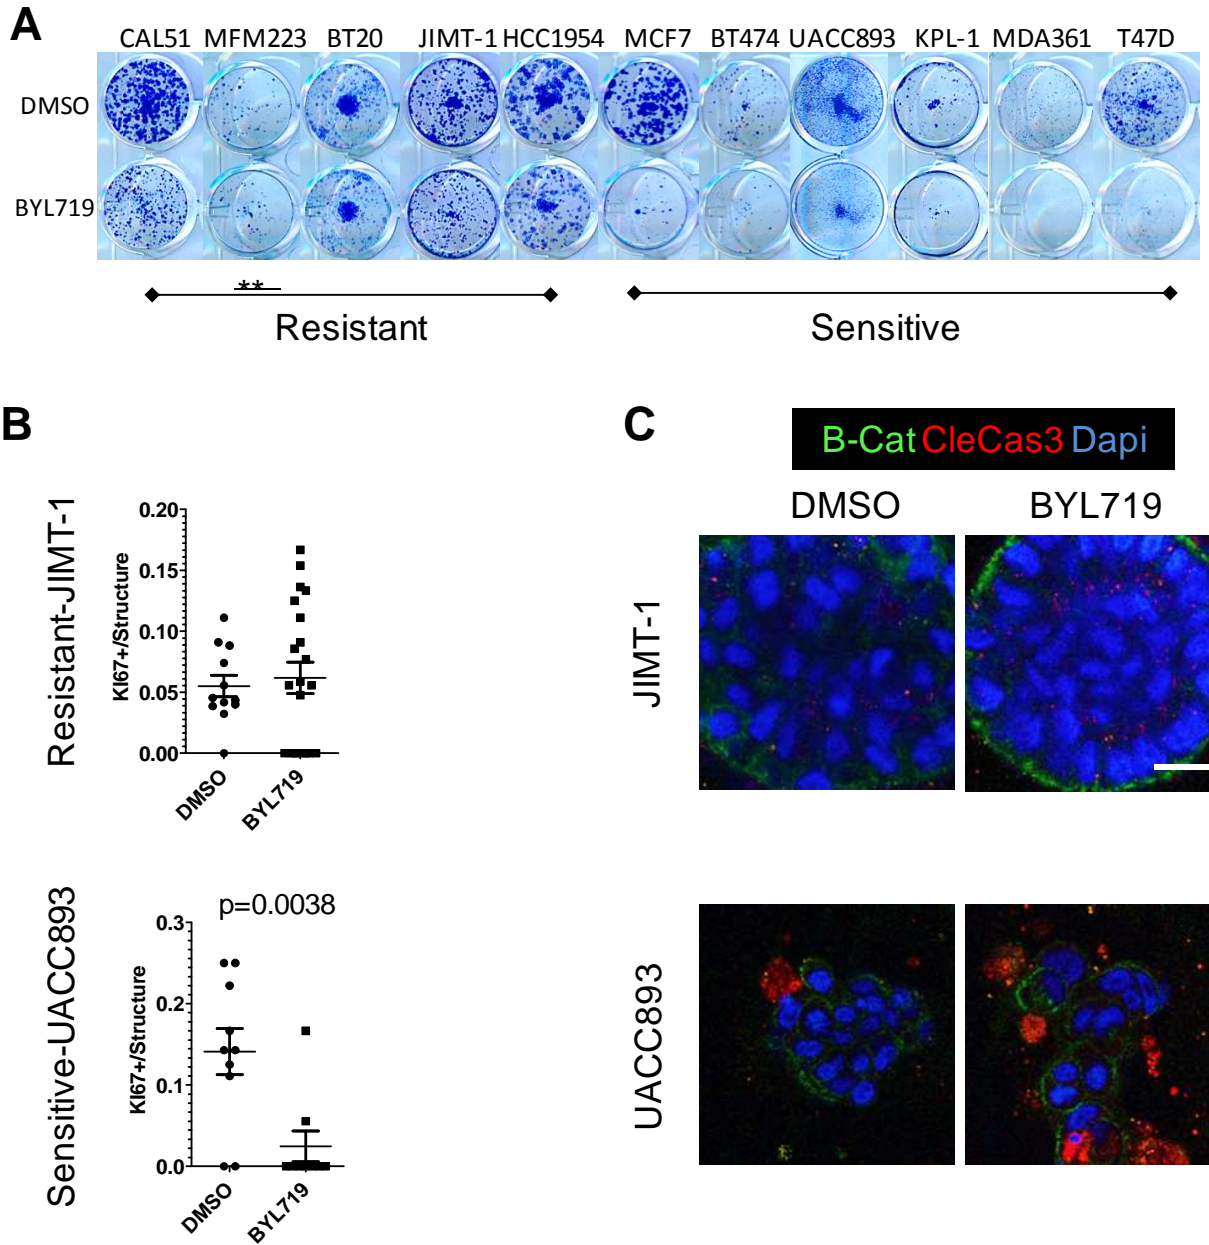 A
CAL51 MFM223 BT20 JIMT-1 HCC1954 MCF7 BT474 UACC893 KPL-1 MDA361 T47D
DMSO
BYL719
**
Resistant
Sensitive
B
Resistant-JIMT-1
KI67+/Structure
0.20
0.15
0.10
0.05
0.00
DMSO
BYL719
Sensitive-UACC893
p=0.0038
KI67+/Structure
0.3
0.2
0.1
0.0
DMSO
BYL719
C
B-Cat CleCas3 Dapi
DMSO BYL719
JIMT-1
UACC893